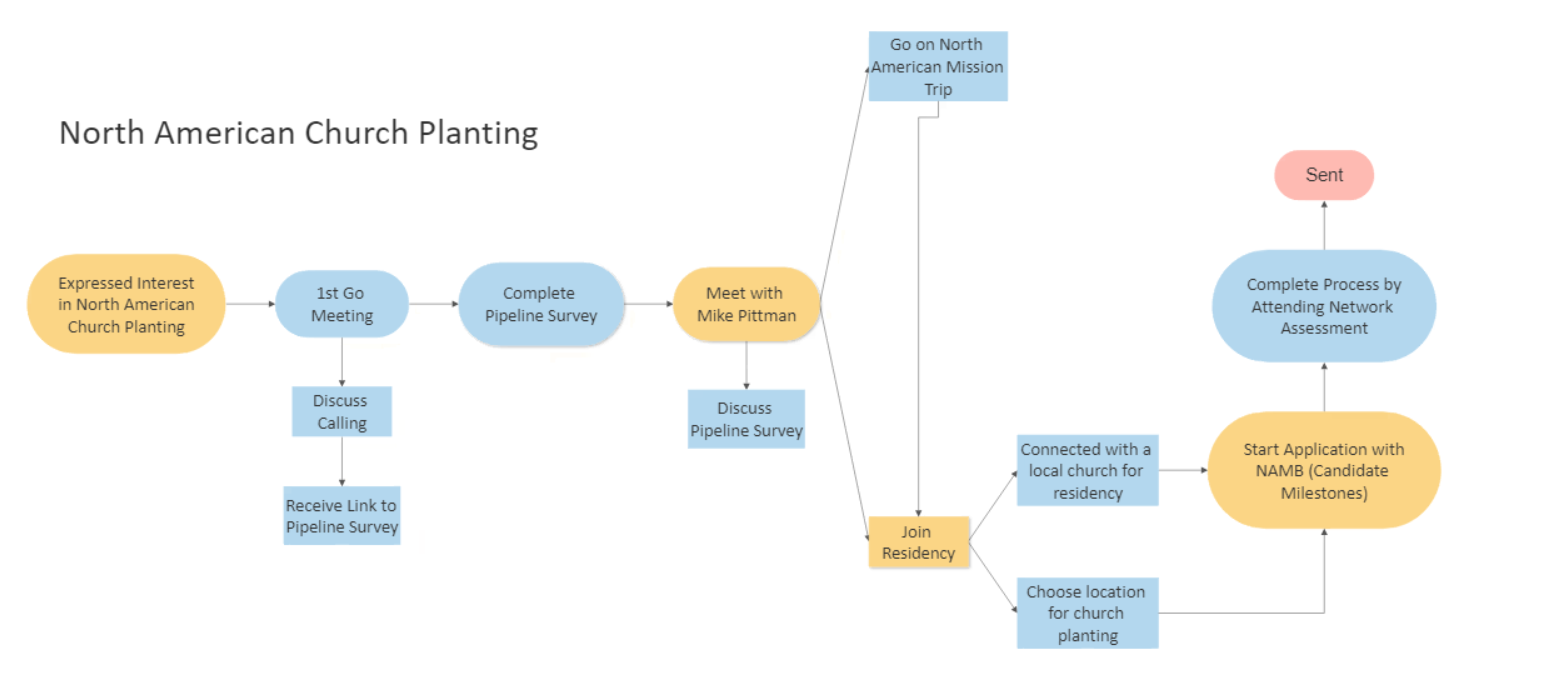 North American Church Planting
Expressed Interest
in North American
Church Planting
1st Go
Meeting
Discuss
Calling
Receive Link to
Pipeline Survey
Complete
Pipeline Survey
Meet with
Mike Pittman
Discuss
Pipeline Survey
Go on North
American Mission
Trip
Join
Residency
Connected with a
local church for
residency
Choose location
for church
planting
Start Application with
NAMB (Candidate
Milestones)
Complete Process by
Attending Network
Assessment
Sent